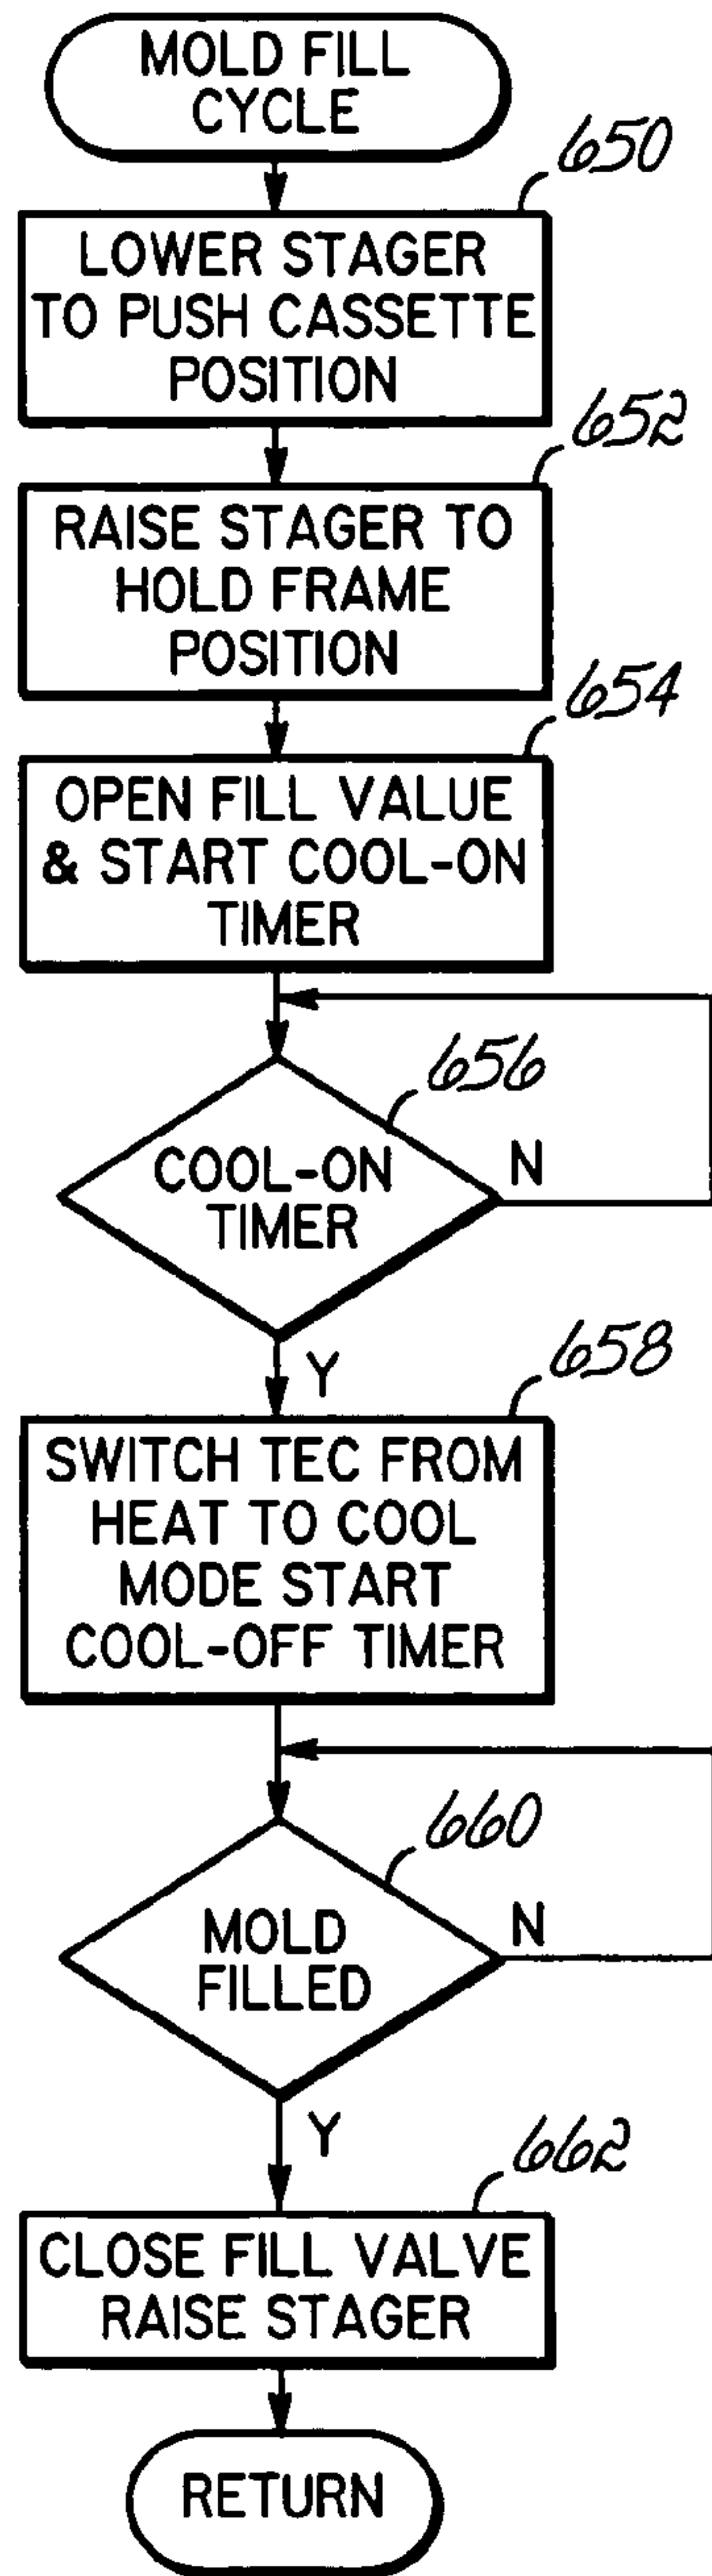 MOLD FILL
CYCLE
650
LOWER STAGER
TO PUSH CASSETTE
POSITION
652
RAISE STAGER TO
HOLD FRAME
POSITION
654
OPEN FILL VALUE
& START COOL-ON
TIMER
656
COOL-ON
TIMER
N
Y
658
SWITCH TEC FROM
HEAT TO COOL
MODE START
COOL-OFF TIMER
660
MOLD
FILLED
N
Y
662
CLOSE FILL VALVE
RAISE STAGER
RETURN